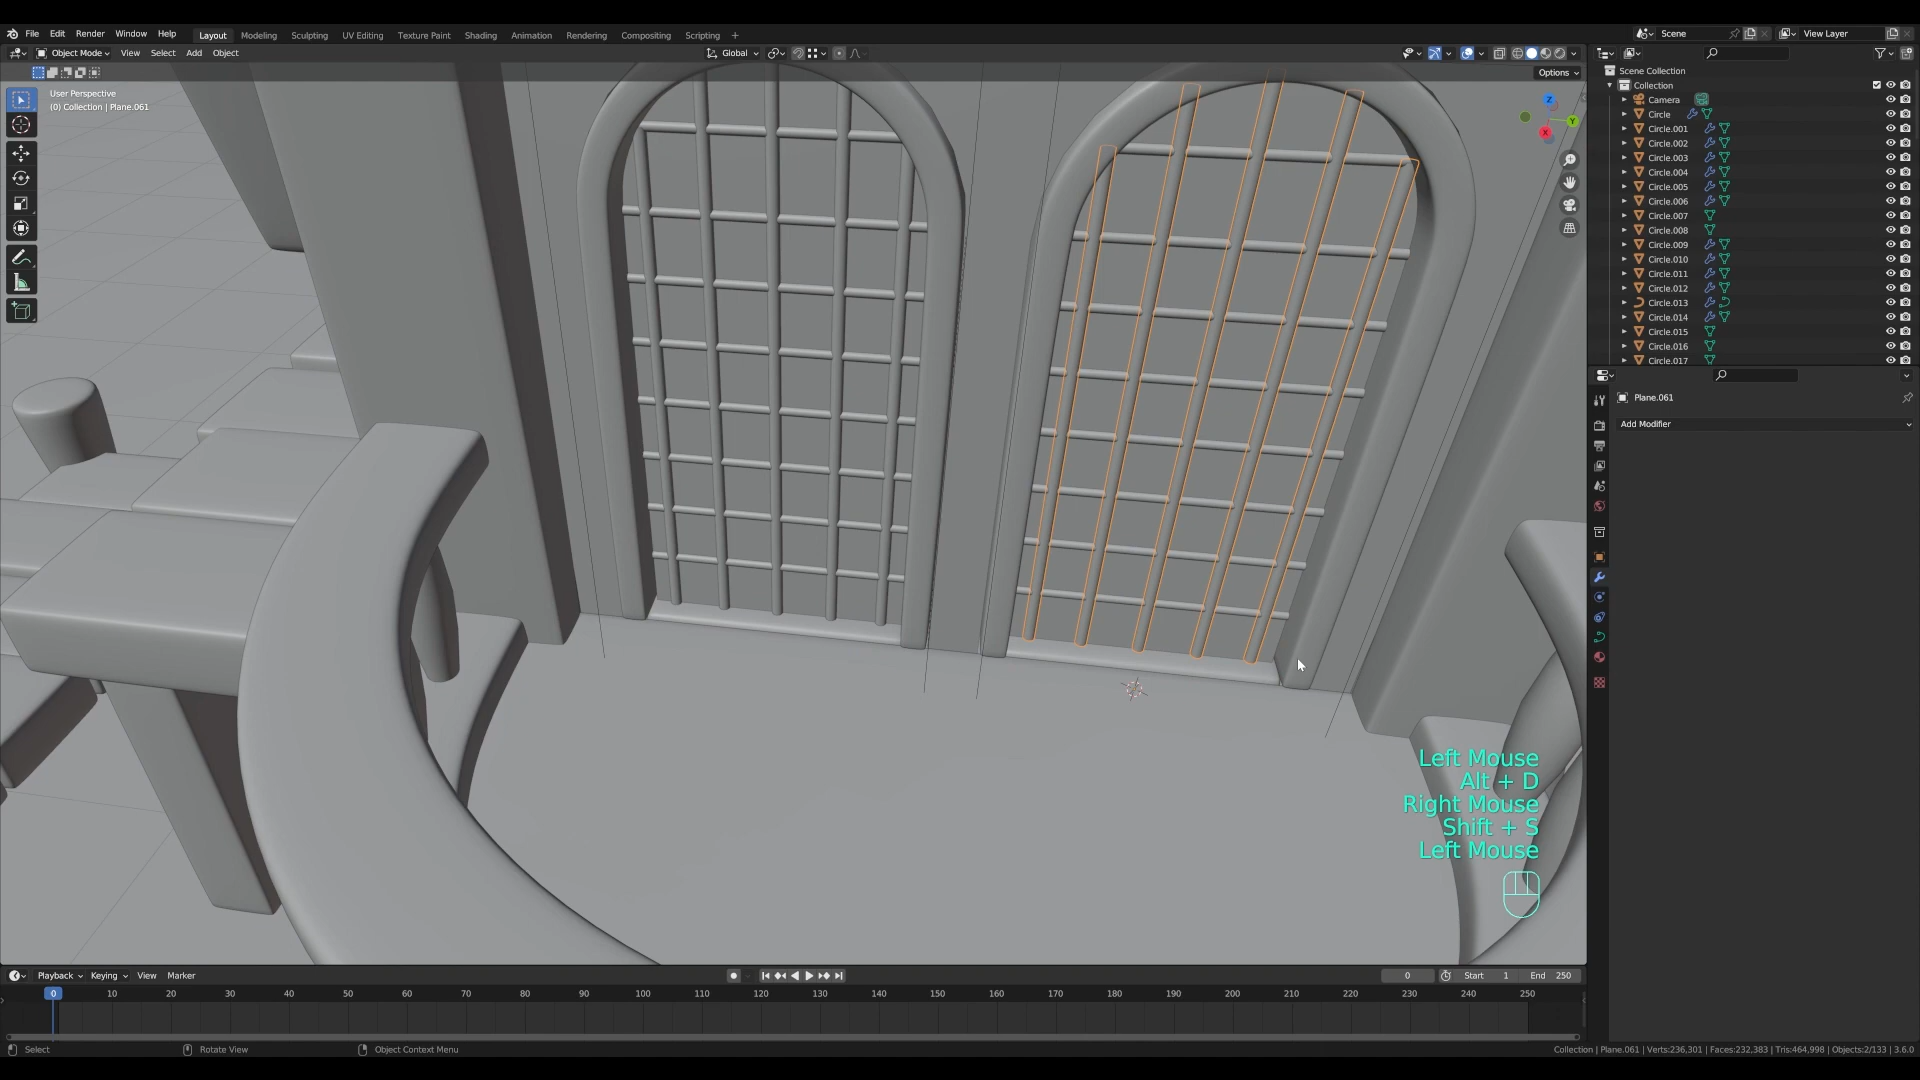 File Edit Render Window Help Layout Modeling Sculpting UV Editing Texture Paint Shading Animation Rendering Compositing Scripting + Scene View Layer
Object Mode View Select Add Object Global
Options
User Perspective
(0) Collection | Plane.061
Z
Y
X
Scene Collection
Collection
Camera
Circle
Circle.001
Circle.002
Circle.003
Circle.004
Circle.005
Circle.006
Circle.007
Circle.008
Circle.009
Circle.010
Circle.011
Circle.012
Circle.013
Circle.014
Circle.015
Circle.016
Circle.017
Plane.061
Add Modifier
Left Mouse
Alt + D
Right Mouse
Shift + S
Left Mouse
Playback Keying View Marker 0 Start 1 End 250
0 10 20 30 40 50 60 70 80 90 100 110 120 130 140 150 160 170 180 190 200 210 220 230 240 250
Select Rotate View Object Context Menu Collection | Plane.061 | Verts:236,301 | Faces:232,383 | Tris:464,998 | Objects:2/133 | 3.6.0